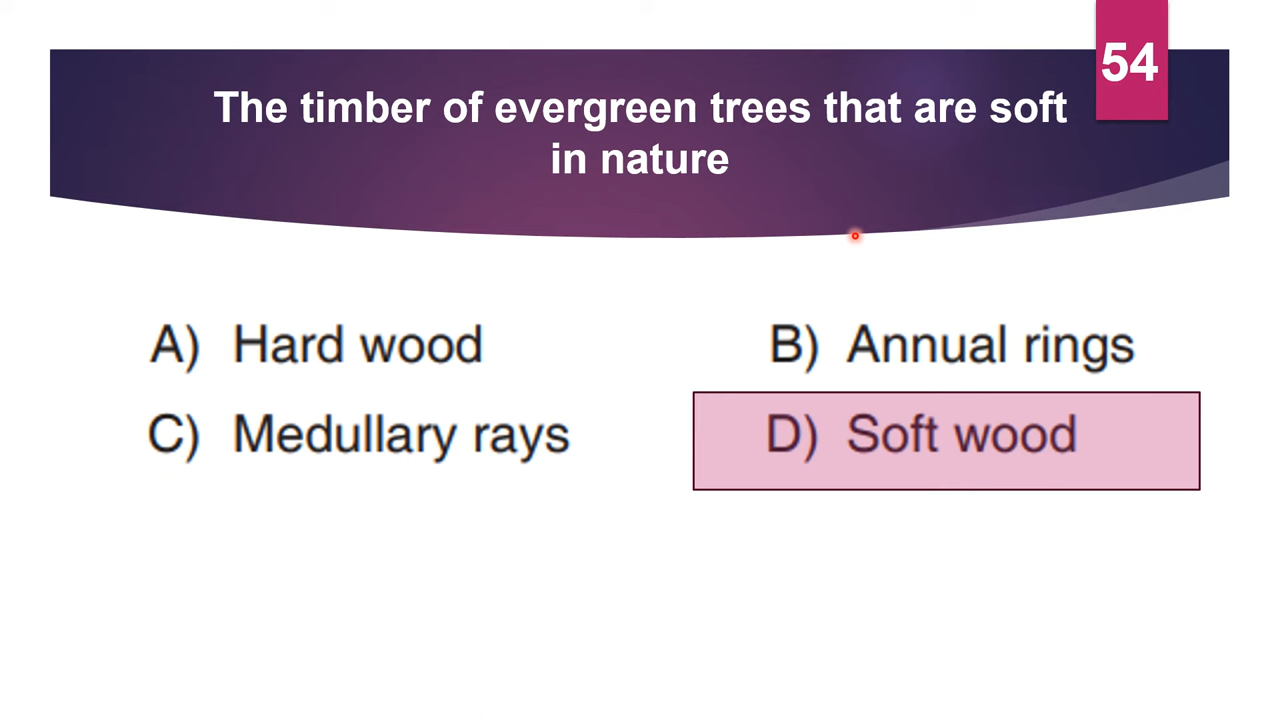 54
The timber of evergreen trees that are soft
in nature
A) Hard wood
B) Annual rings
C) Medullary rays
D) Soft wood